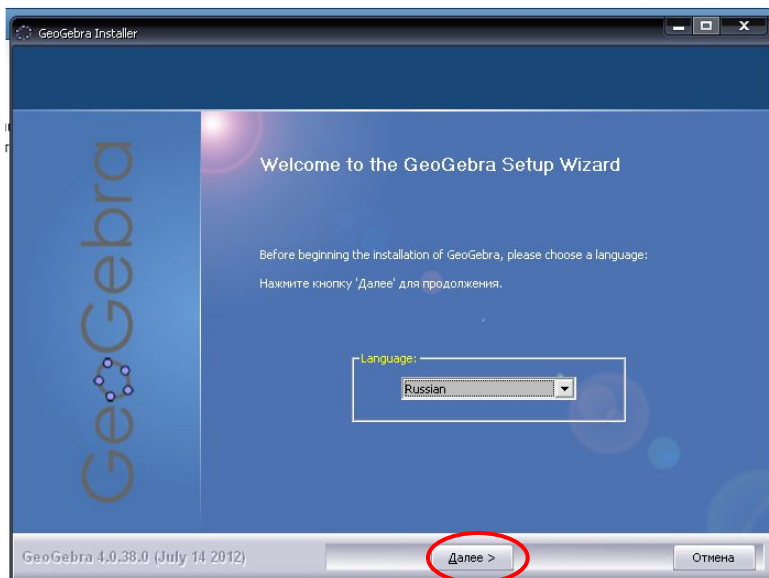 GeoGebra Installer
GeoGebra
Welcome to the GeoGebra Setup Wizard
Before beginning the installation of GeoGebra, please choose a language:
Нажмите кнопку 'Далее' для продолжения.
Language:
Russian
GeoGebra 4.0.38.0 (July 14 2012)
Далее >
Отмена